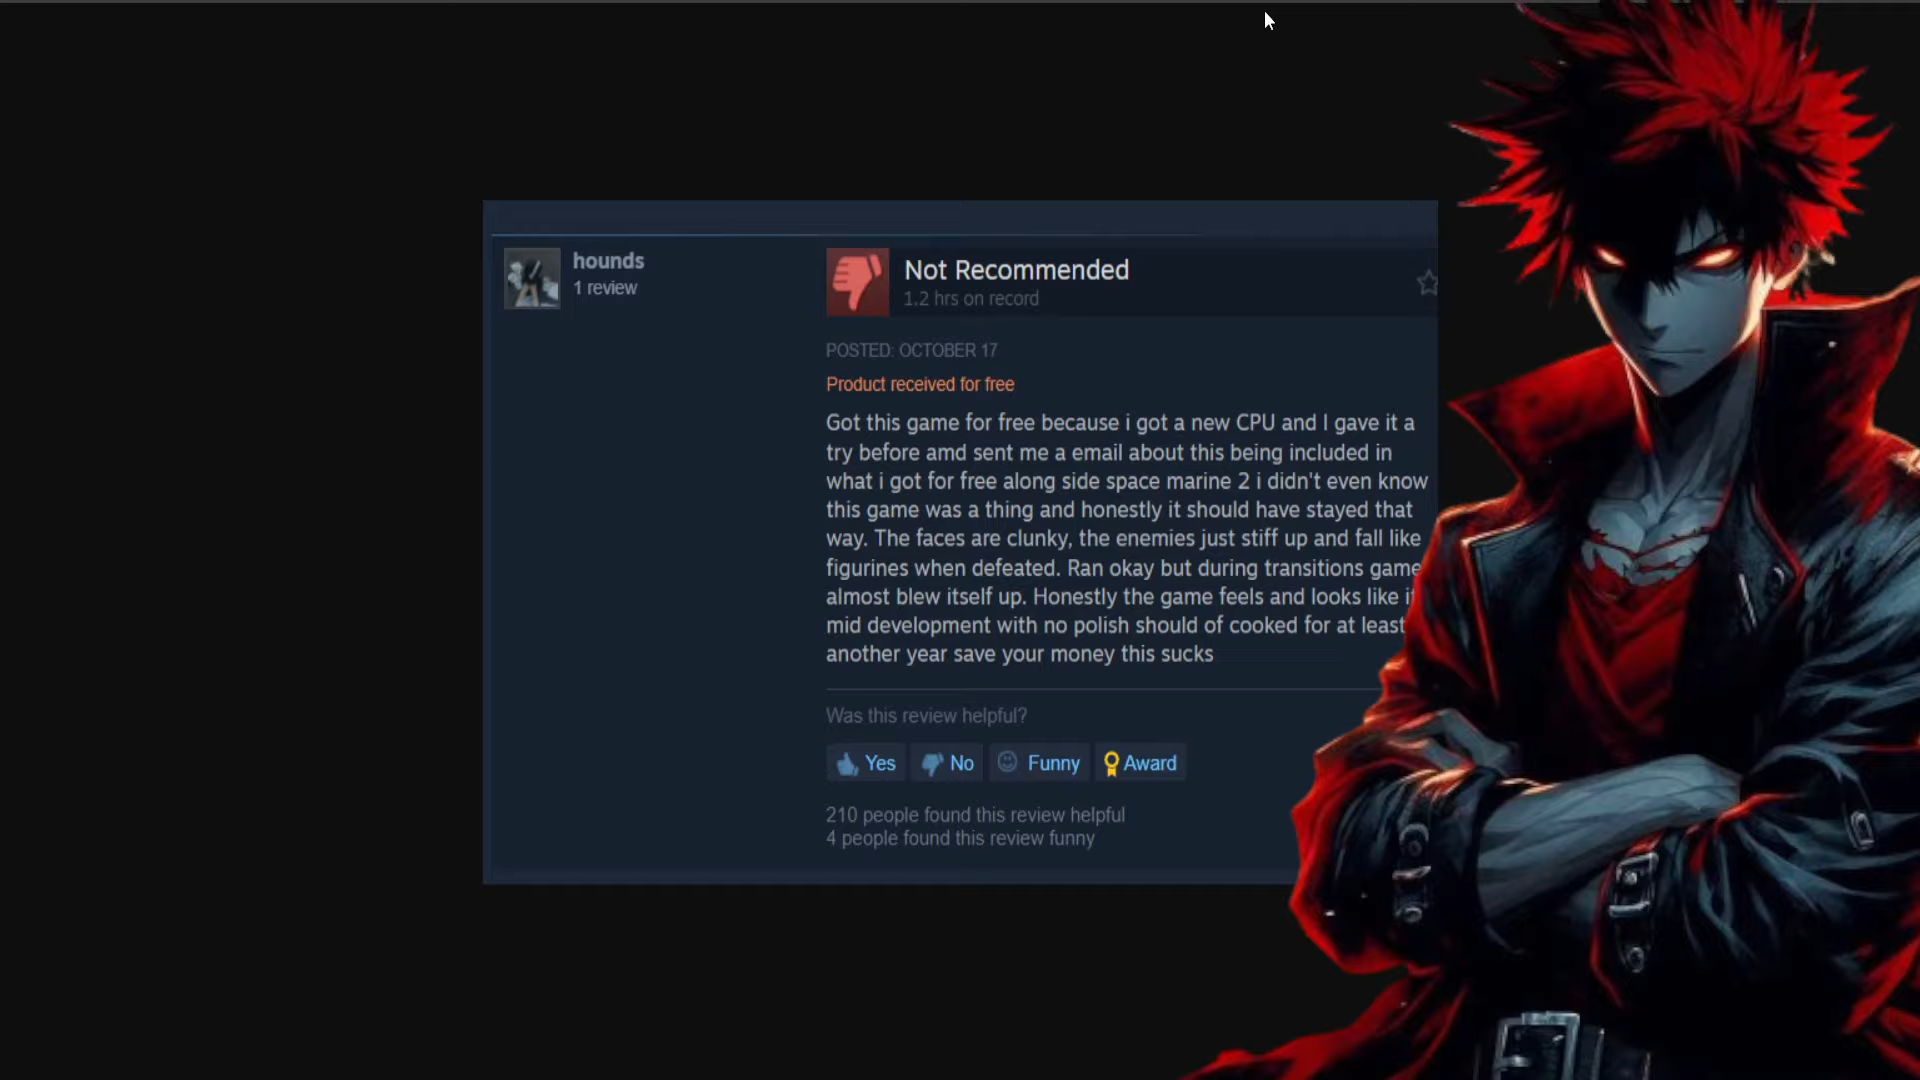 hounds
1 review
Not Recommended
1.2 hrs on record
POSTED: OCTOBER 17
Product received for free
Got this game for free because i got a new CPU and I gave it a
try before amd sent me a email about this being included in
what i got for free along side space marine 2 i didn't even know
this game was a thing and honestly it should have stayed that
way. The faces are clunky, the enemies just stiff up and fall like
figurines when defeated. Ran okay but during transitions game
almost blew itself up. Honestly the game feels and looks like
mid development with no polish should of cooked for at least
another year save your money this sucks
Was this review helpful?
Yes No Funny Award
210 people found this review helpful
4 people found this review funny